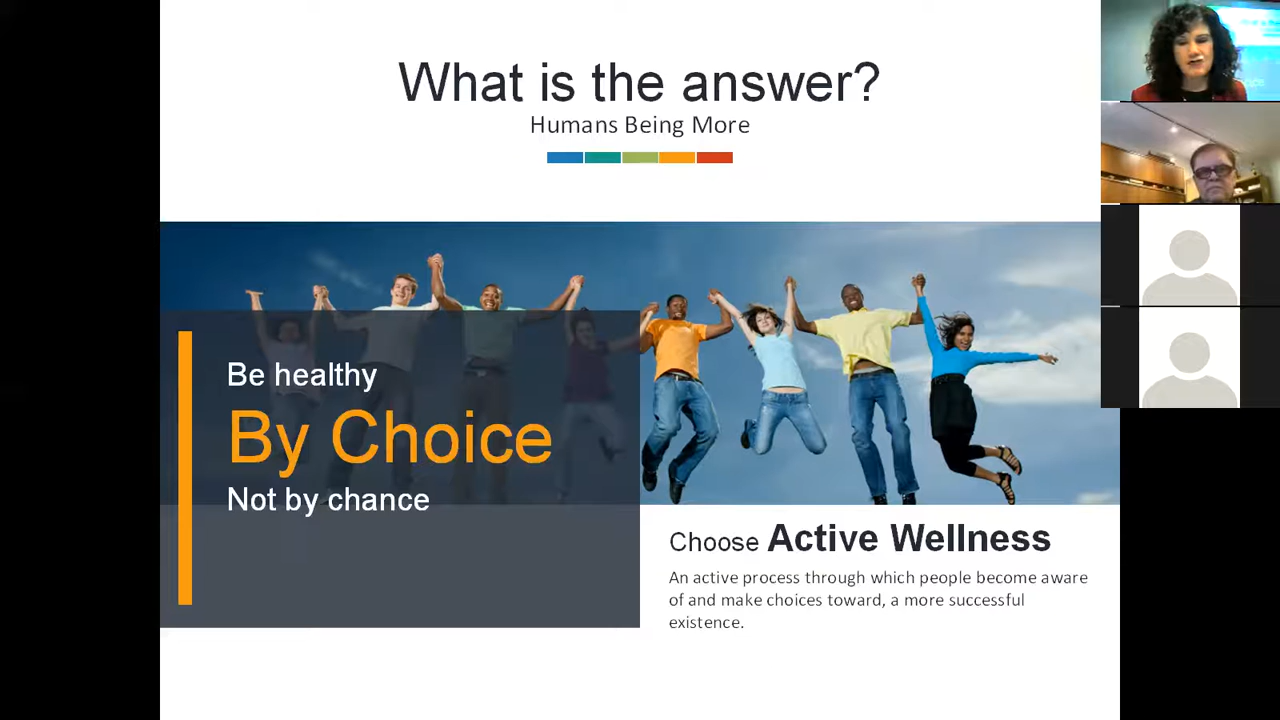 What is the answer?
Humans Being More
Be healthy
By Choice
Not by chance
Choose Active Wellness
An active process through which people become aware
of and make choices toward, a more successful
existence.